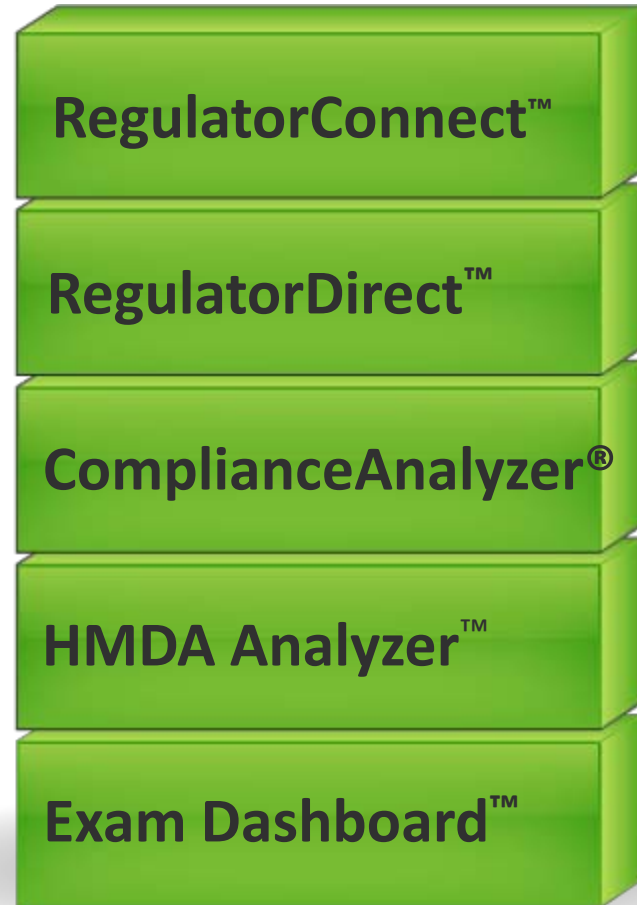 RegulatorConnect™
RegulatorDirect™
ComplianceAnalyzer®
HMDA Analyzer™
Exam Dashboard™